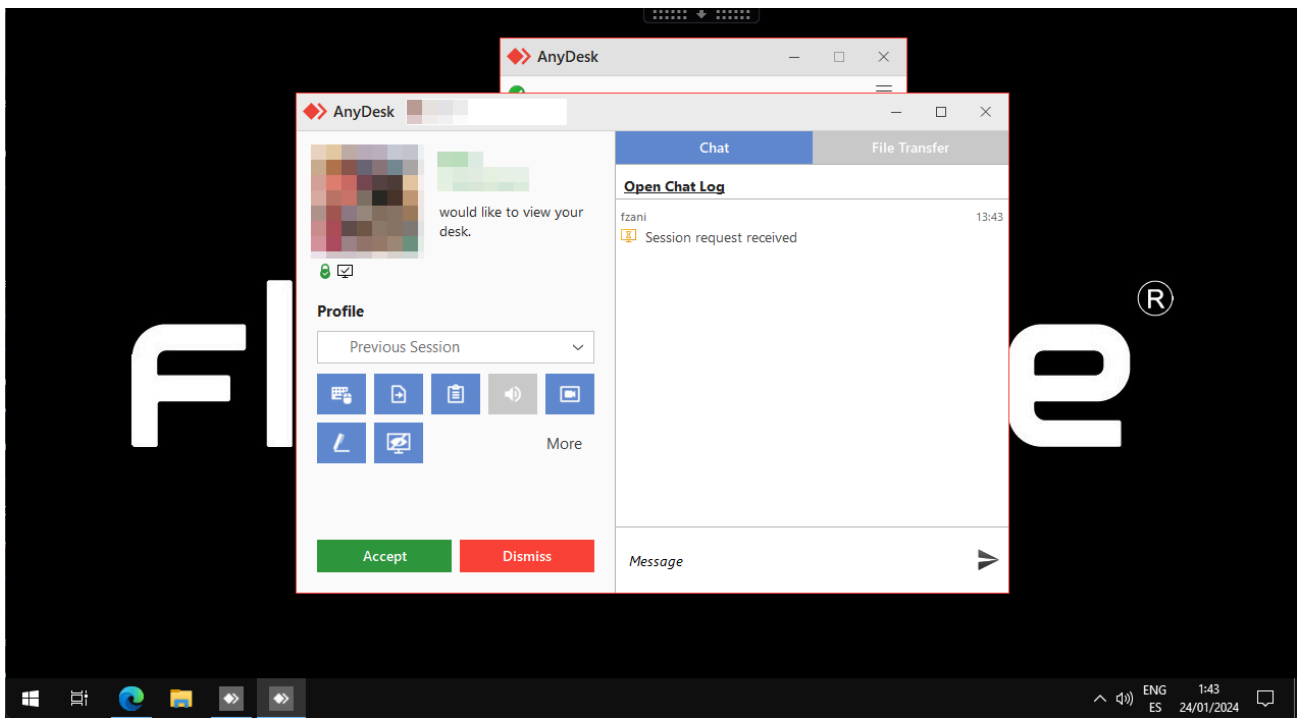 AnyDesk
AnyDesk
Chat
File Transfer
Open Chat Log
would like to view your
desk.
fzani
13:43
Session request received
Profile
Previous Session
More
Accept
Dismiss
Message
fl
e
®
ENG
1:43
ES
24/01/2024